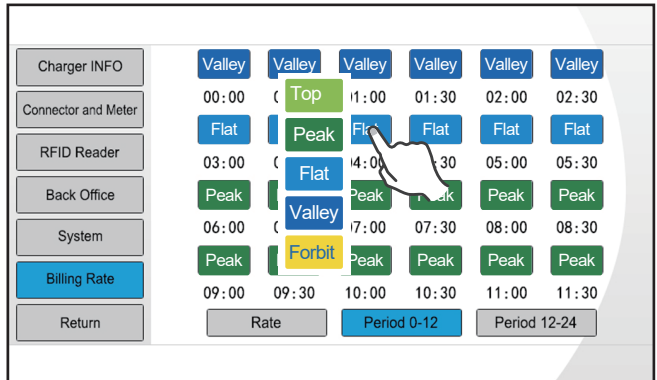 Charger INFO
Connector and Meter
RFID Reader
Back Office
System
Billing Rate
Return
Valley Valley Valley Valley Valley Valley
00:00 01:00 01:30 02:00 02:30
Flat Flat Flat Flat Flat
03:00 05:00 05:30
Peak Peak Peak Peak
06:00 07:00 07:30 08:00 08:30
Peak Peak Peak Peak Peak
09:00 09:30 10:00 10:30 11:00 11:30
Top
Peak
Flat
Valley
Forbit
Rate Period 0-12 Period 12-24